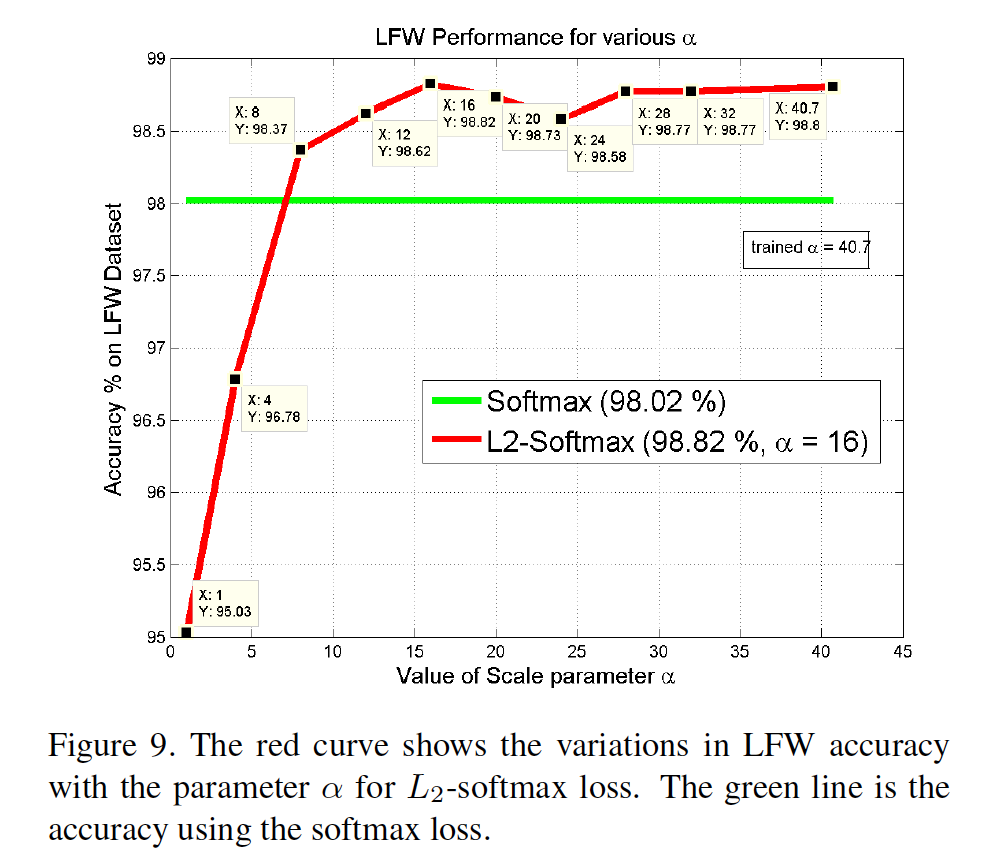 LFW Performance for various α
99
98.5
98
97.5
97
96.5
96
95.5
95
Accuracy % on LFW Dataset
X: 8
Y: 98.37
X: 12
Y: 98.62
X: 16
Y: 98.82
X: 20
Y: 98.73
X: 24
Y: 98.58
X: 28
Y: 98.77
X: 32
Y: 98.77
X: 40.7
Y: 98.8
trained α = 40.7
X: 4
Y: 96.78
Softmax (98.02 %)
L2-Softmax (98.82 %, α = 16)
X: 1
Y: 95.03
0 5 10 15 20 25 30 35 40 45
Value of Scale parameter α
Figure 9. The red curve shows the variations in LFW accuracy
with the parameter α for L₂-softmax loss. The green line is the
accuracy using the softmax loss.